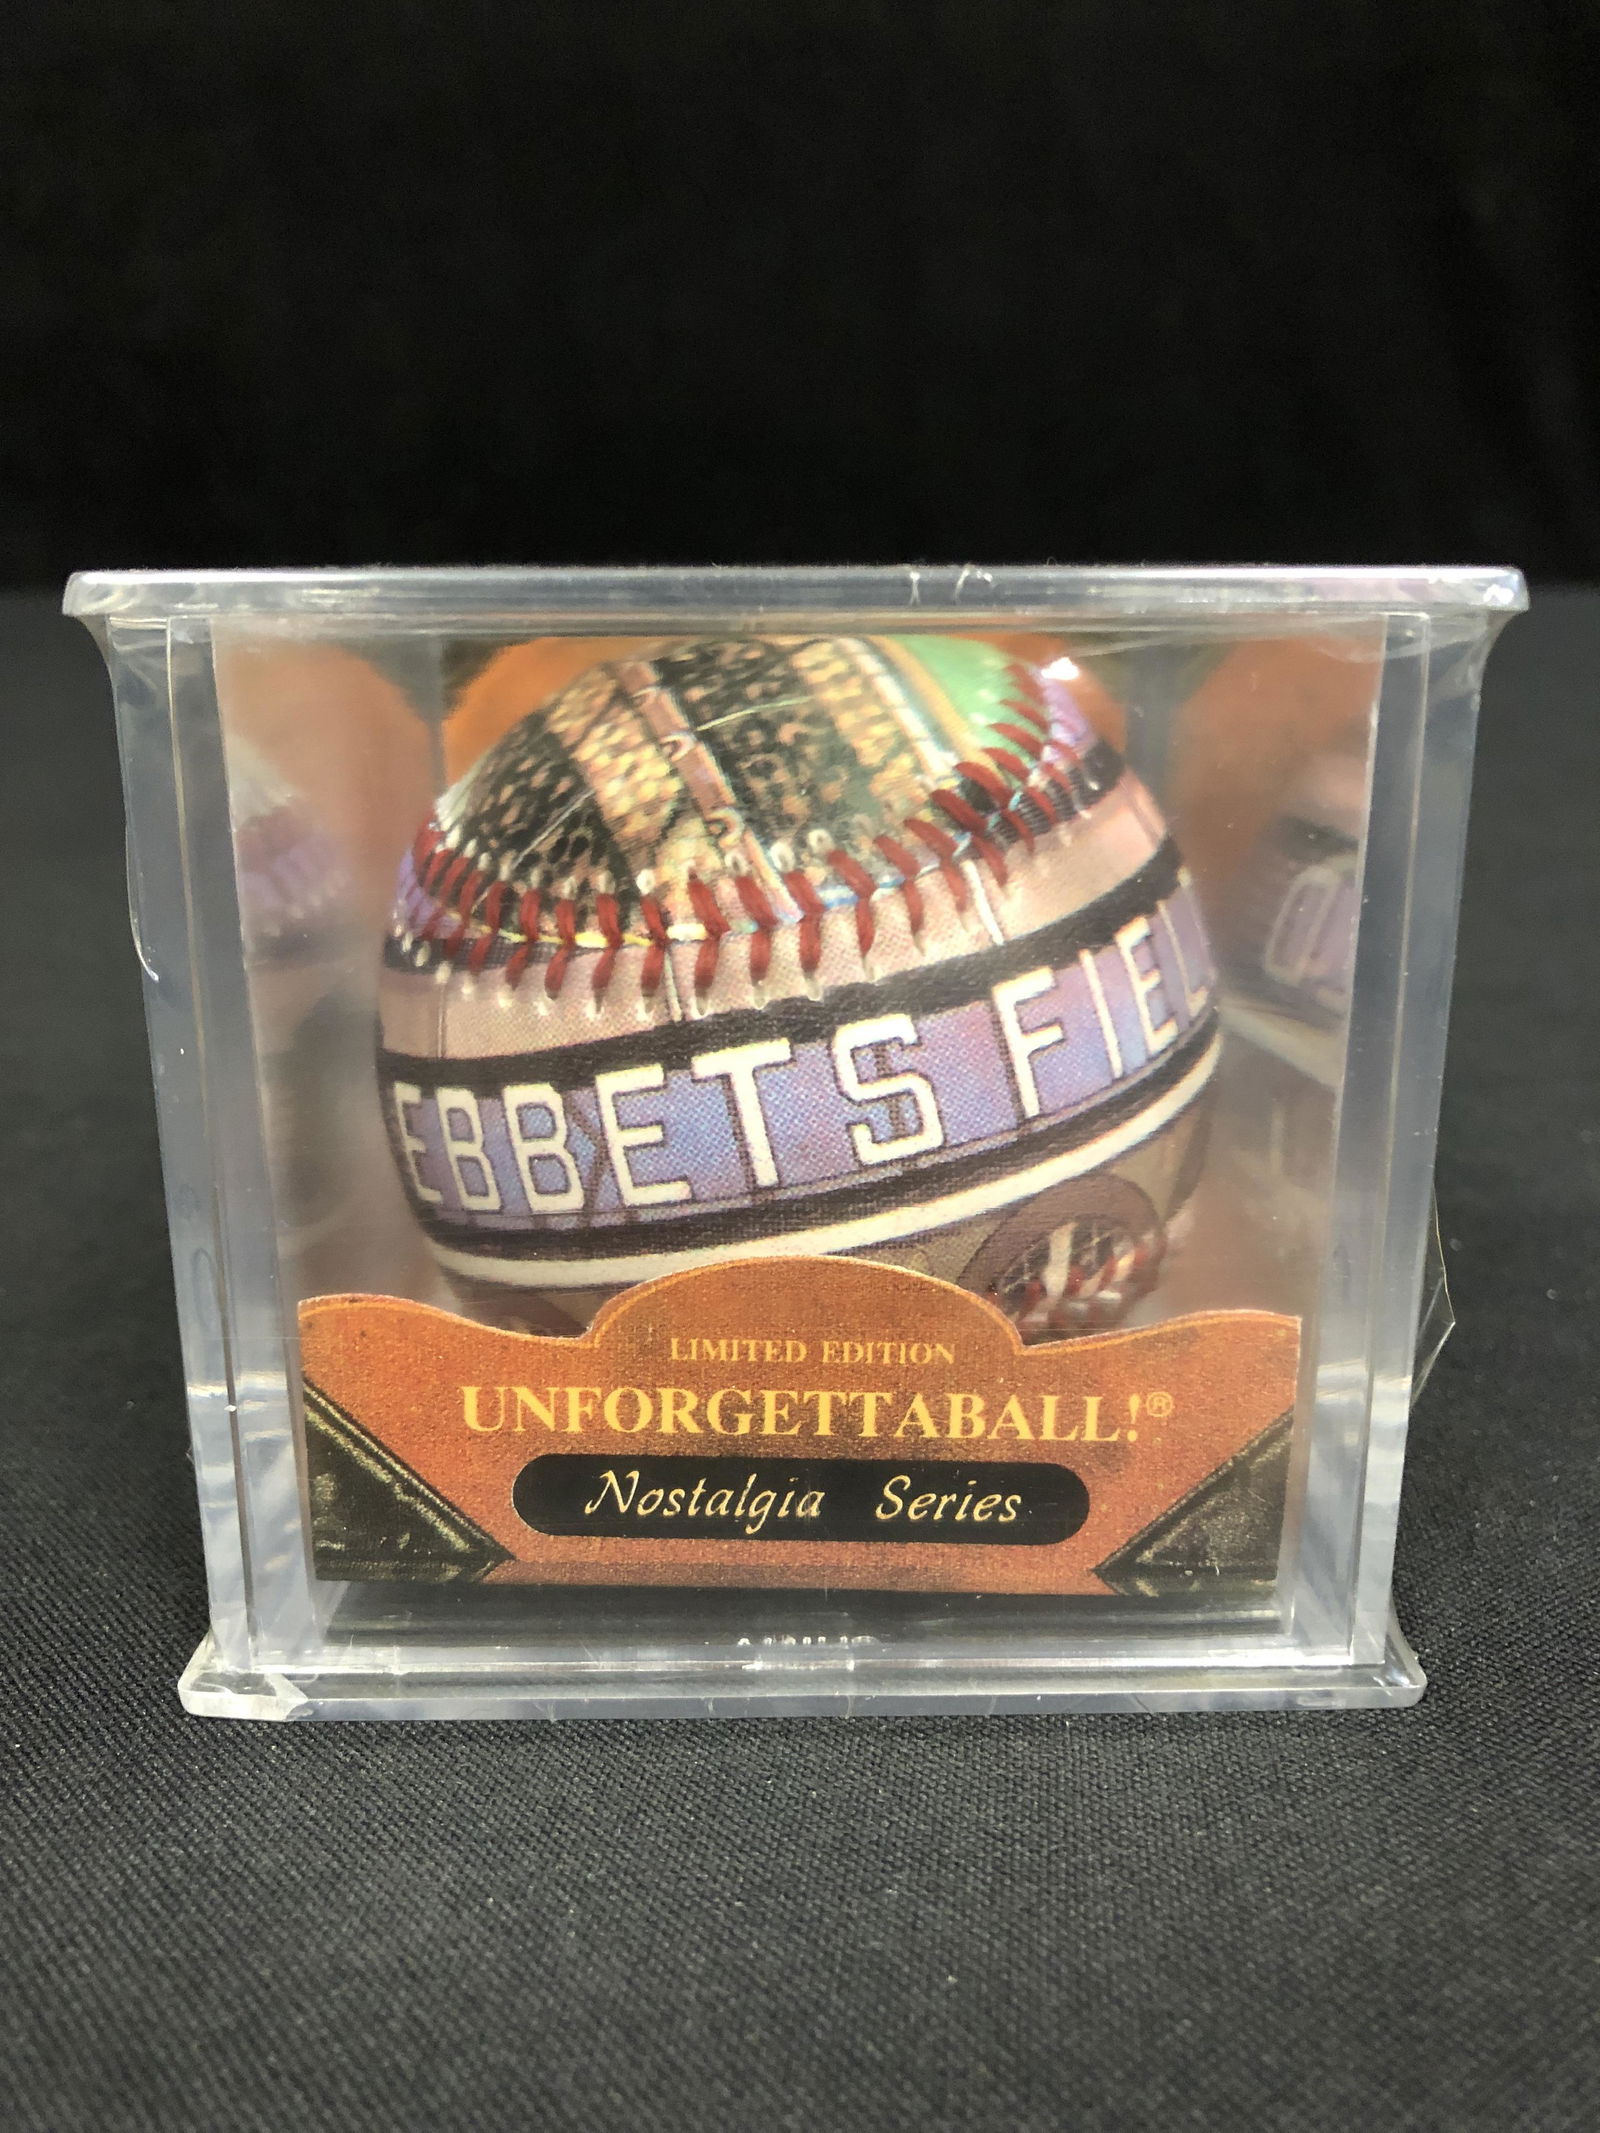 EBBETS FIEL
LIMITED EDITION
UNFORGETTABALL!®
Nostalgia Series